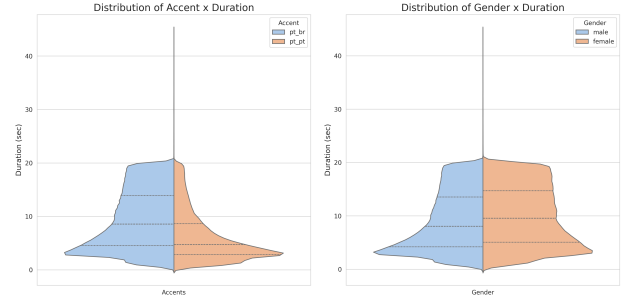 Distribution of Accent x Duration
Accent
pt_br
pt_pt
40
30
20
10
0
Duration (sec)
Accents
Distribution of Gender x Duration
Gender
male
female
40
30
20
10
0
Duration (sec)
Gender